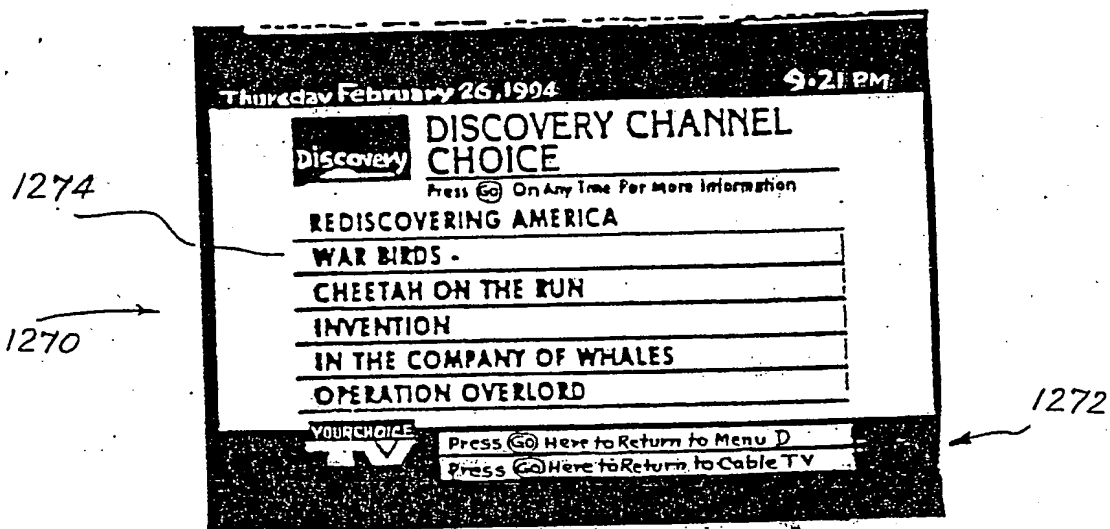 Thursday February 26, 1994 9:21 PM
Discovery
DISCOVERY CHANNEL
CHOICE
Press Go On Any Time For More Information
1274
REDISCOVERING AMERICA
WAR BIRDS -
CHEETAH ON THE RUN
1270
INVENTION
IN THE COMPANY OF WHALES
OPERATION OVERLORD
1272
YOUR CHOICE
TV
Press Go Here to Return to Menu D
Press Go Here to Return to Cable TV